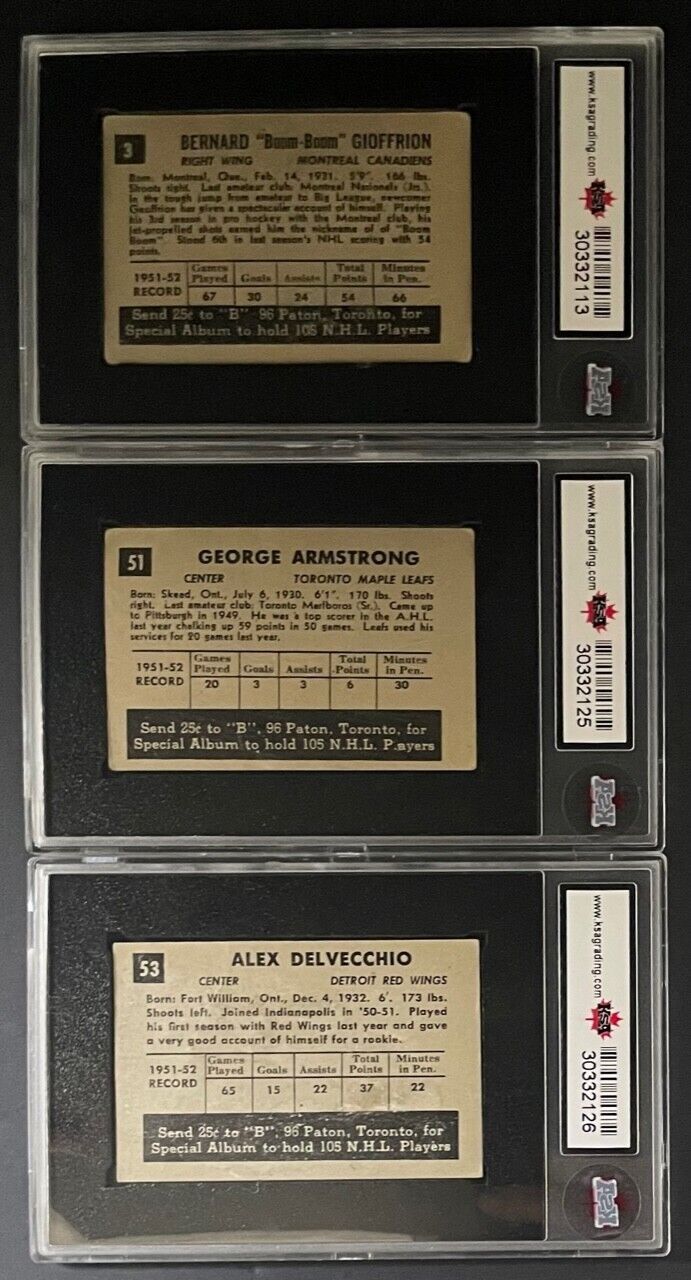 3
BERNARD "Boom-Boom" GIOFFRION
RIGHT WING MONTREAL CANADIENS
Born: Montreal, Que., Feb. 14, 1931. 5'9". 166 lbs.
Shoots right. Last amateur club: Montreal Nationals (Jrs.).
In the tough jump from amateur to Big League, newcomer
Geoffrion has given a spectacular account of himself. Playing
his 3rd season in pro hockey with the Montreal club, his
jet-propelled shots earned him the nickname of of "Boom
Boom". Stood 6th in last season's NHL scoring with 54
points.
1951-52 RECORD
Games Played Goals Assists Total Points Minutes in Pen.
67 30 24 54 66
Send 25¢ to "B" 96 Paton, Toronto, for
Special Album to hold 105 N.H.L. Players
www.ksagrading.com
KSA
30332113
KSA
51
GEORGE ARMSTRONG
CENTER TORONTO MAPLE LEAFS
Born: Skead, Ont., July 6, 1930. 6'1". 170 lbs. Shoots
right. Last amateur club: Toronto Marlboros (Sr.). Came up
to Pittsburgh in 1949. He was a top scorer in the A.H.L.
last year chalking up 59 points in 50 games. Leafs used his
services for 20 games last year.
1951-52 RECORD
Games Played Goals Assists Total Points Minutes in Pen.
20 3 3 6 30
Send 25¢ to "B", 96 Paton, Toronto, for
Special Album to hold 105 N.H.L. P.ayers
www.ksagrading.com
KSA
30332125
KSA
53
ALEX DELVECCHIO
CENTER DETROIT RED WINGS
Born: Fort William, Ont., Dec. 4, 1932. 6'. 173 lbs.
Shoots left. Joined Indianapolis in '50-51. Played
his first season with Red Wings last year and gave
a very good account of himself for a rookie.
1951-52 RECORD
Games Played Goals Assists Total Points Minutes in Pen.
65 15 22 37 22
Send 25¢ to "B", 96 Paton, Toronto, for
Special Album to hold 105 N.H.L. Players
www.ksagrading.com
KSA
30332126
KSA